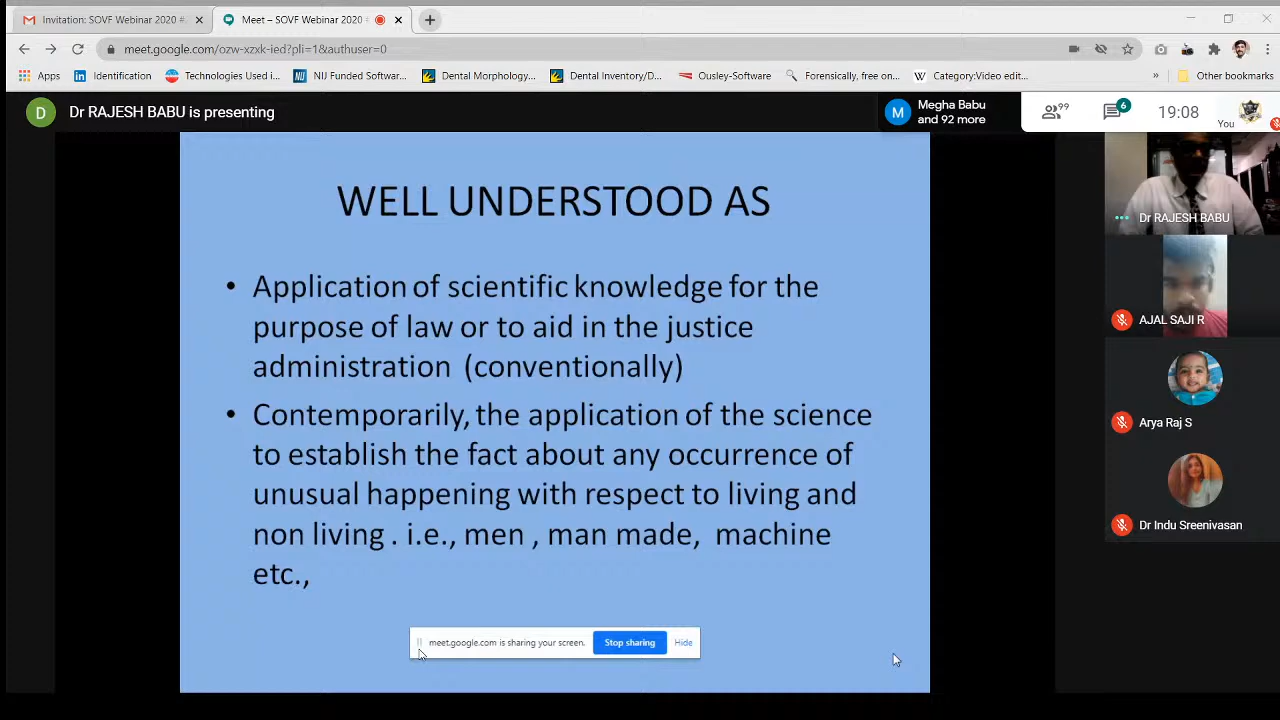 Invitation: SOVF Webinar 2020 #
Meet – SOVF Webinar 2020
meet.google.com/ozw-xzxk-ied?pli=1&authuser=0
Apps
Identification
Technologies Used i...
NIJ Funded Softwar...
Dental Morphology...
Dental Inventory/D...
Ously-Software
Forensically, free on...
Category:Video edit...
Other bookmarks
D
Dr RAJESH BABU is presenting
M
Megha Babu
and 92 more
99
6
19:08
You
WELL UNDERSTOOD AS
• Application of scientific knowledge for the
purpose of law or to aid in the justice
administration (conventionally)
• Contemporarily, the application of the science
to establish the fact about any occurrence of
unusual happening with respect to living and
non living . i.e., men , man made, machine
etc.,
meet.google.com is sharing your screen.
Stop sharing
Hide
Dr RAJESH BABU
AJAL SAJI R
Arya Raj S
Dr Indu Sreenivasan